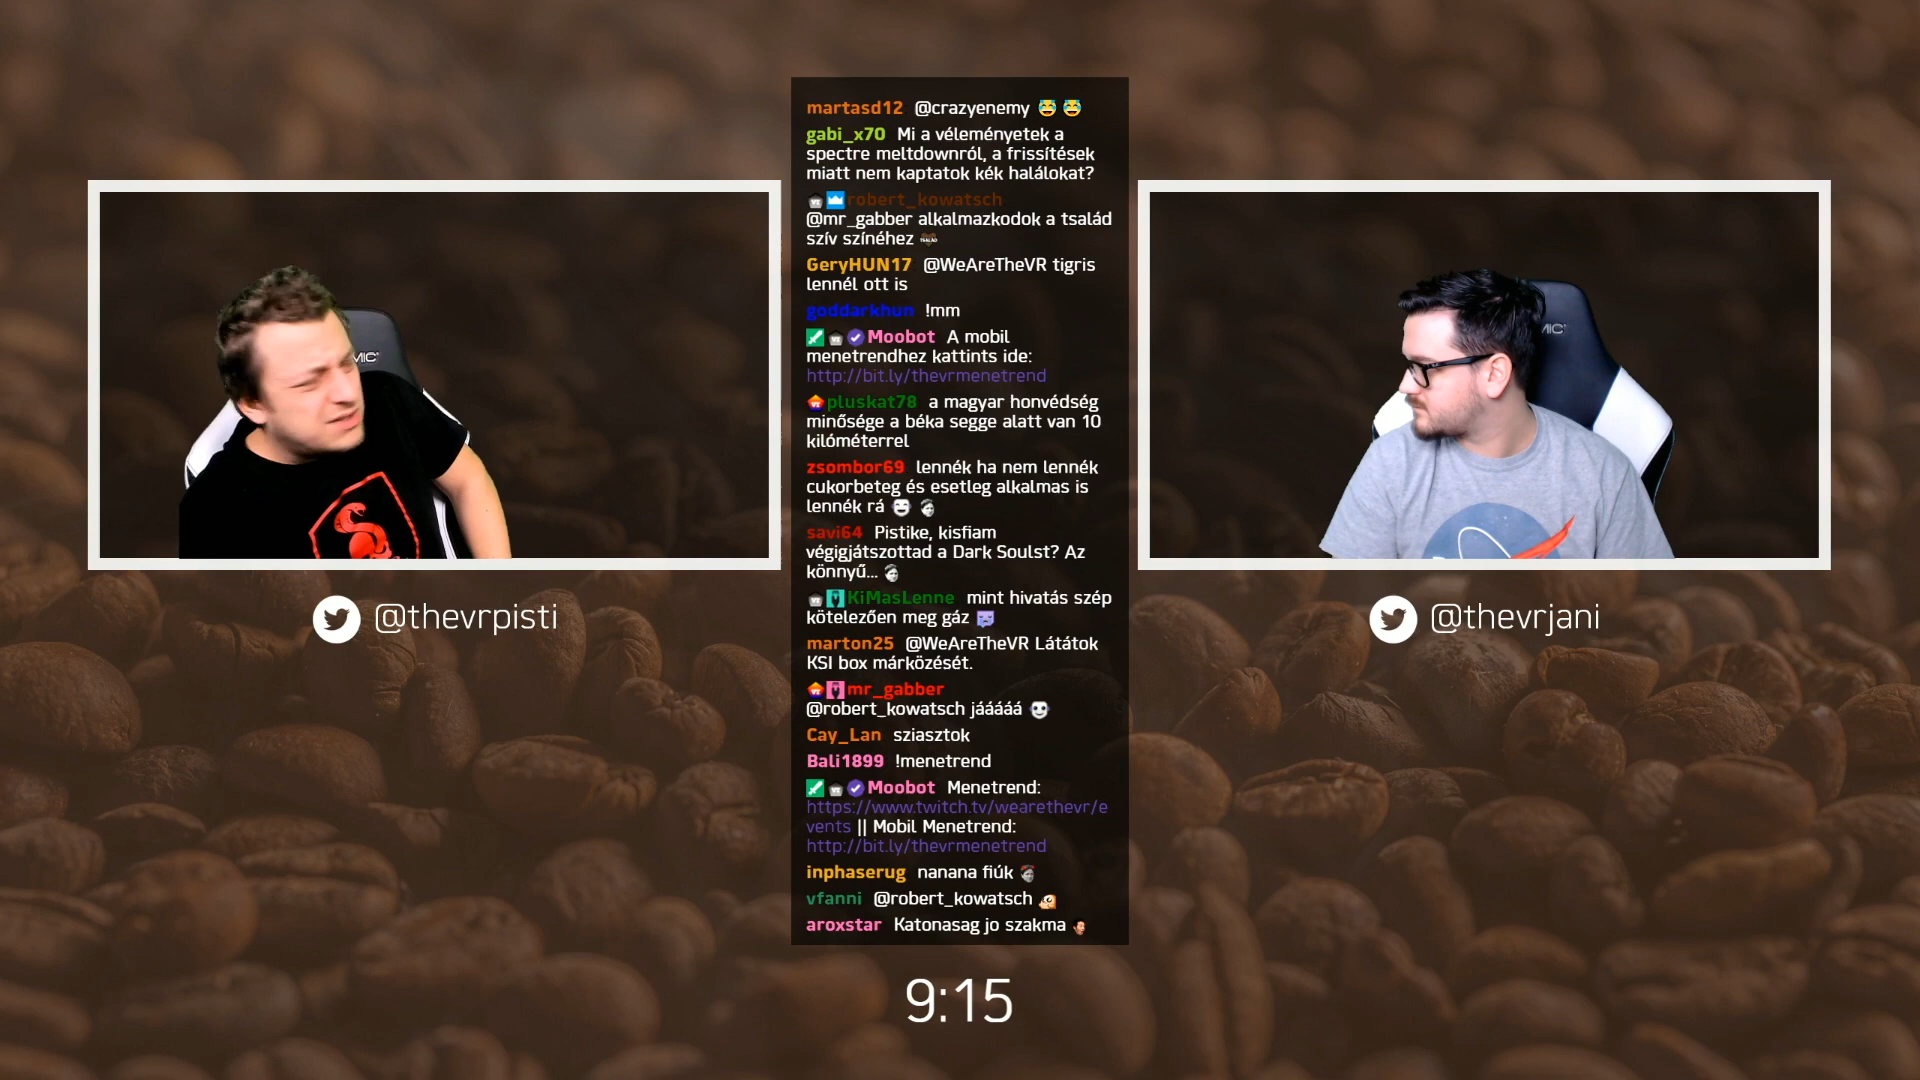 martasd12 @crazyenemy
gabi_x70 Mi a véleményetek a
spectre meltdownról, a frissítések
miatt nem kaptatok kék halálokat?
robert_kowatsch
@mr_gabber alkalmazkodok a tsalád
szív színéhez
GeryHUN17 @WeAreTheVR tigris
lennél ott is
goddarkhun !mm
Moobot A mobil
menetrendhez kattints ide:
http://bit.ly/thevrmenetrend
pluskat78 a magyar honvédség
minősége a béka segge alatt van 10
kilóméterrel
zsombor69 lennék ha nem lennék
cukorbeteg és esetleg alkalmas is
lennék rá
savi64 Pistike, kisfiam
végigjátszottad a Dark Soulst? Az
könnyű...
KiMasLenne mint hivatás szép
kötelezően meg gáz
marton25 @WeAreTheVR Látátok
KSI box márközését.
mr_gabber
@robert_kowatsch jááááá
Cay_Lan sziasztok
Bali1899 !menetrend
Moobot Menetrend:
https://www.twitch.tv/wearethevr/e
vents || Mobil Menetrend:
http://bit.ly/thevrmenetrend
inphaserug nanana fiúk
vfanni @robert_kowatsch
aroxstar Katonasag jo szakma
@thevrpisti
@thevrjani
9:15